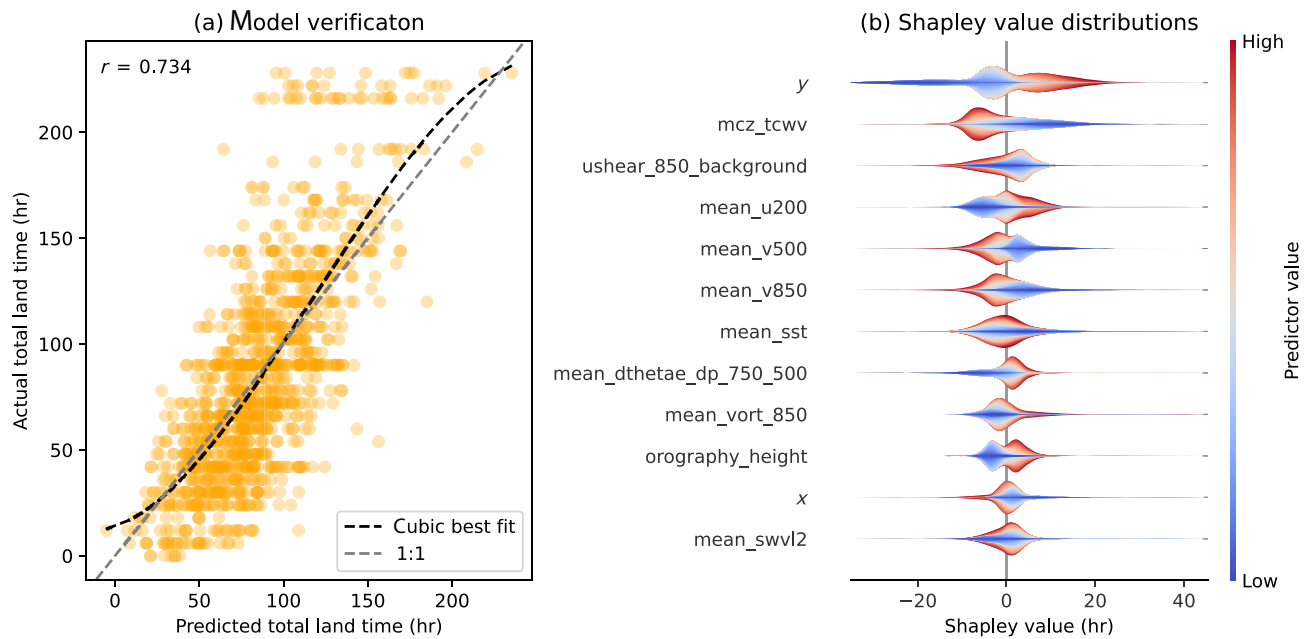 (a) Model verificaton
r = 0.734
200
150
100
50
0
Actual total land time (hr)
Cubic best fit
1:1
0
50
100
150
200
Predicted total land time (hr)
(b) Shapley value distributions
y
mcz_tcwv
ushear_850_background
mean_u200
mean_v500
mean_v850
mean_sst
mean_dthetae_dp_750_500
mean_vort_850
orography_height
x
mean_swvl2
−20
0
20
40
Shapley value (hr)
High
Low
Predictor value